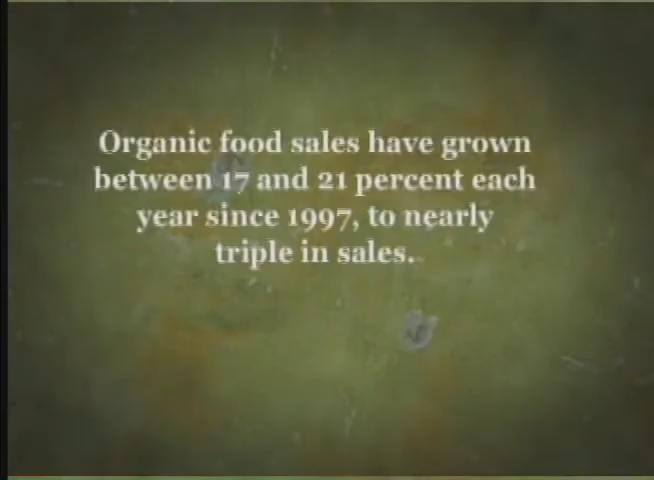 Organic food sales have grown
between 17 and 21 percent each
year since 1997, to nearly
triple in sales.